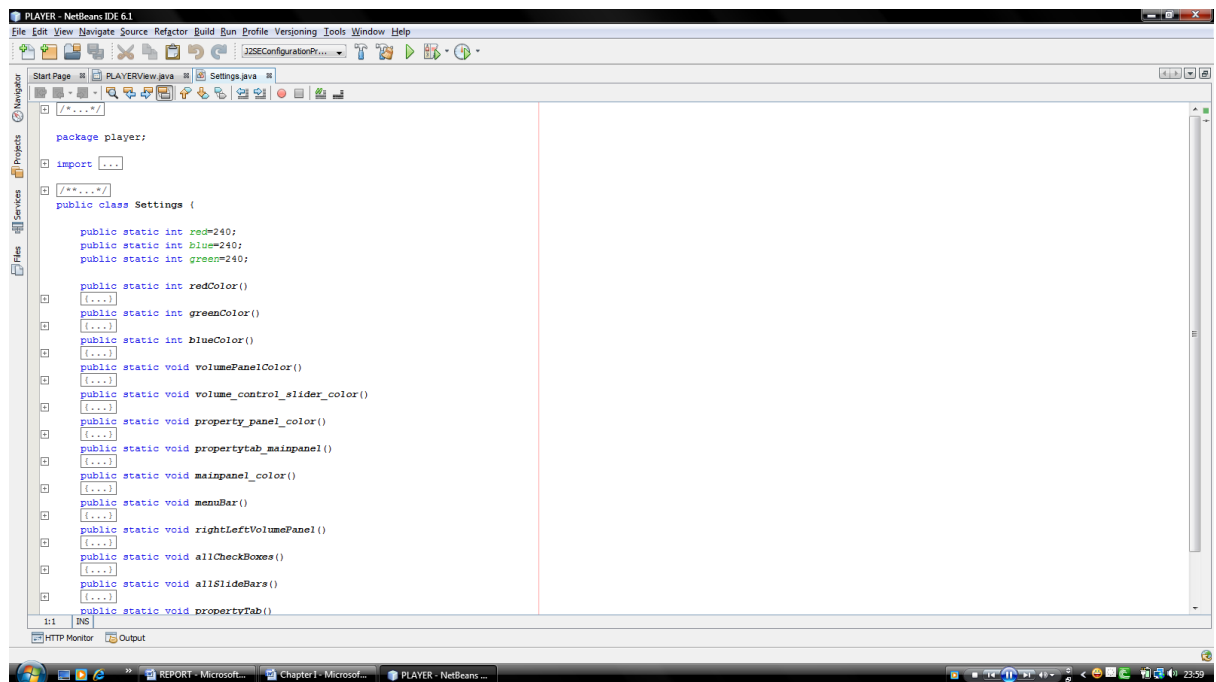 PLAYER - NetBeans IDE 6.1
File Edit View Navigate Source Refactor Build Run Profile Versioning Tools Window Help
J2SEConfigurationPr...
Start Page PLAYERView.java Settings.java
Navigator
Projects
Services
Files
/*...*/
package player;
import ...
/**...*/
public class Settings {
public static int red=240;
public static int blue=240;
public static int green=240;
public static int redColor()
{...}
public static int greenColor()
{...}
public static int blueColor()
{...}
public static void volumePanelColor()
{...}
public static void volume_control_slider_color()
{...}
public static void property_panel_color()
{...}
public static void propertytab_mainpanel()
{...}
public static void mainpanel_color()
{...}
public static void menuBar()
{...}
public static void rightLeftVolumePanel()
{...}
public static void allCheckBoxes()
{...}
public static void allSlideBars()
{...}
public static void propertyTab()
1:1 INS
HTTP Monitor Output
REPORT - Microsoft... Chapter I - Microsof... PLAYER - NetBeans ... 23:59